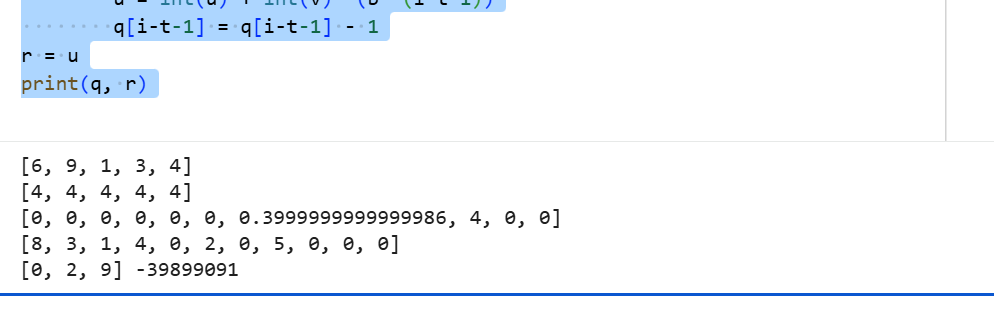 q[i-t-1] = q[i-t-1] - 1
r = u
print(q, r)
[6, 9, 1, 3, 4]
[4, 4, 4, 4, 4]
[0, 0, 0, 0, 0, 0, 0.3999999999999986, 4, 0, 0]
[8, 3, 1, 4, 0, 2, 0, 5, 0, 0, 0]
[0, 2, 9] -39899091